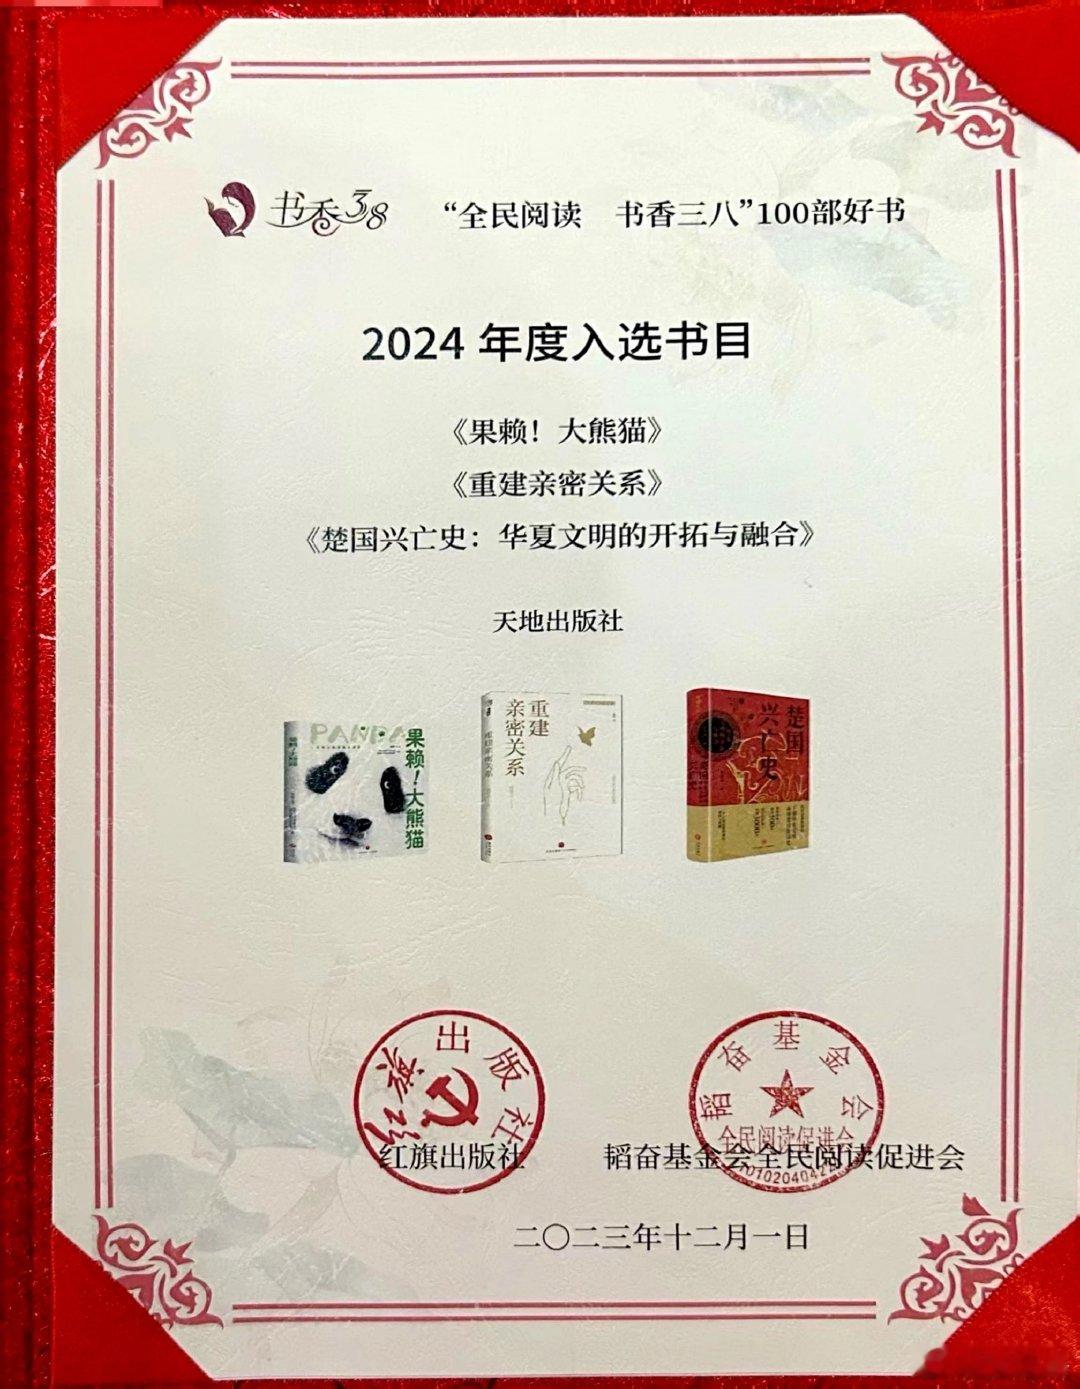 书香38 “全民阅读 书香三八”100部好书
2024 年度入选书目
《果赖！大熊猫》
《重建亲密关系》
《楚国兴亡史：华夏文明的开拓与融合》
天地出版社
PANDA
果赖！大熊猫
重建
亲密关系
楚国
兴亡史
红旗出版社
韬奋基金会
全民阅读促进会
红旗出版社 韬奋基金会全民阅读促进会
二〇二三年十二月一日